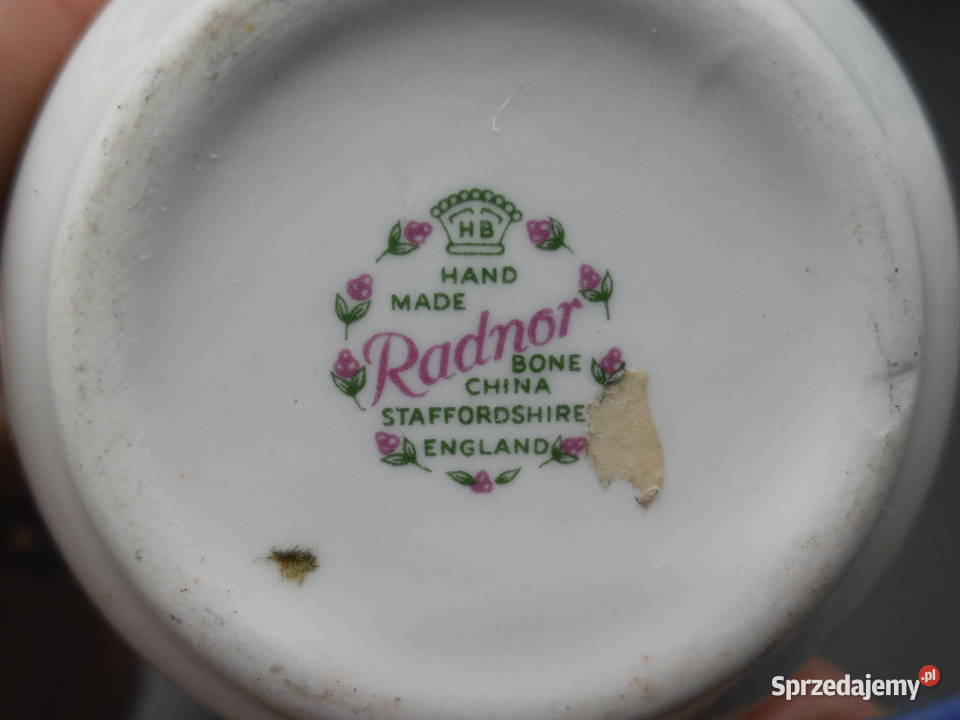 HB
HAND
MADE
Radnor
BONE
CHINA
STAFFORDSHIRE
ENGLAND
Sprzedajemy.pl